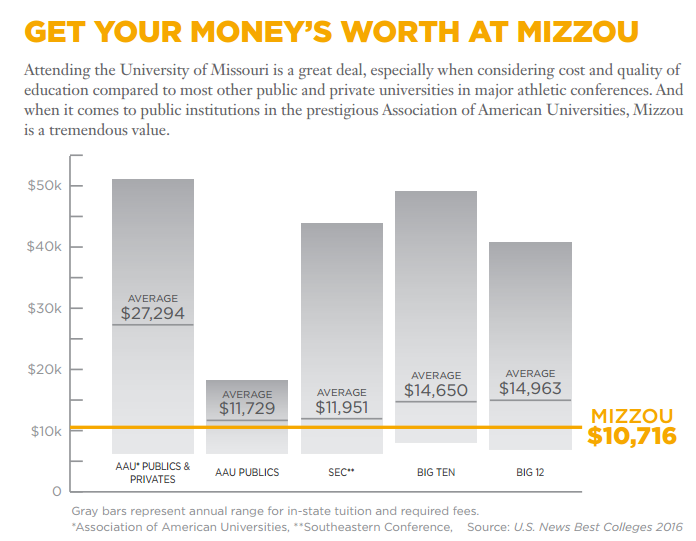 GET YOUR MONEY'S WORTH AT MIZZOU
Attending the University of Missouri is a great deal, especially when considering cost and quality of
education compared to most other public and private universities in major athletic conferences. And
when it comes to public institutions in the prestigious Association of American Universities, Mizzou
is a tremendous value.
$50k
$40k
$30k
$20k
$10k
0
AVERAGE
$27,294
AVERAGE
$11,729
AVERAGE
$11,951
AVERAGE
$14,650
AVERAGE
$14,963
MIZZOU
$10,716
AAU* PUBLICS &
PRIVATES
AAU PUBLICS
SEC**
BIG TEN
BIG 12
Gray bars represent annual range for in-state tuition and required fees.
*Association of American Universities, **Southeastern Conference, Source: U.S. News Best Colleges 2016